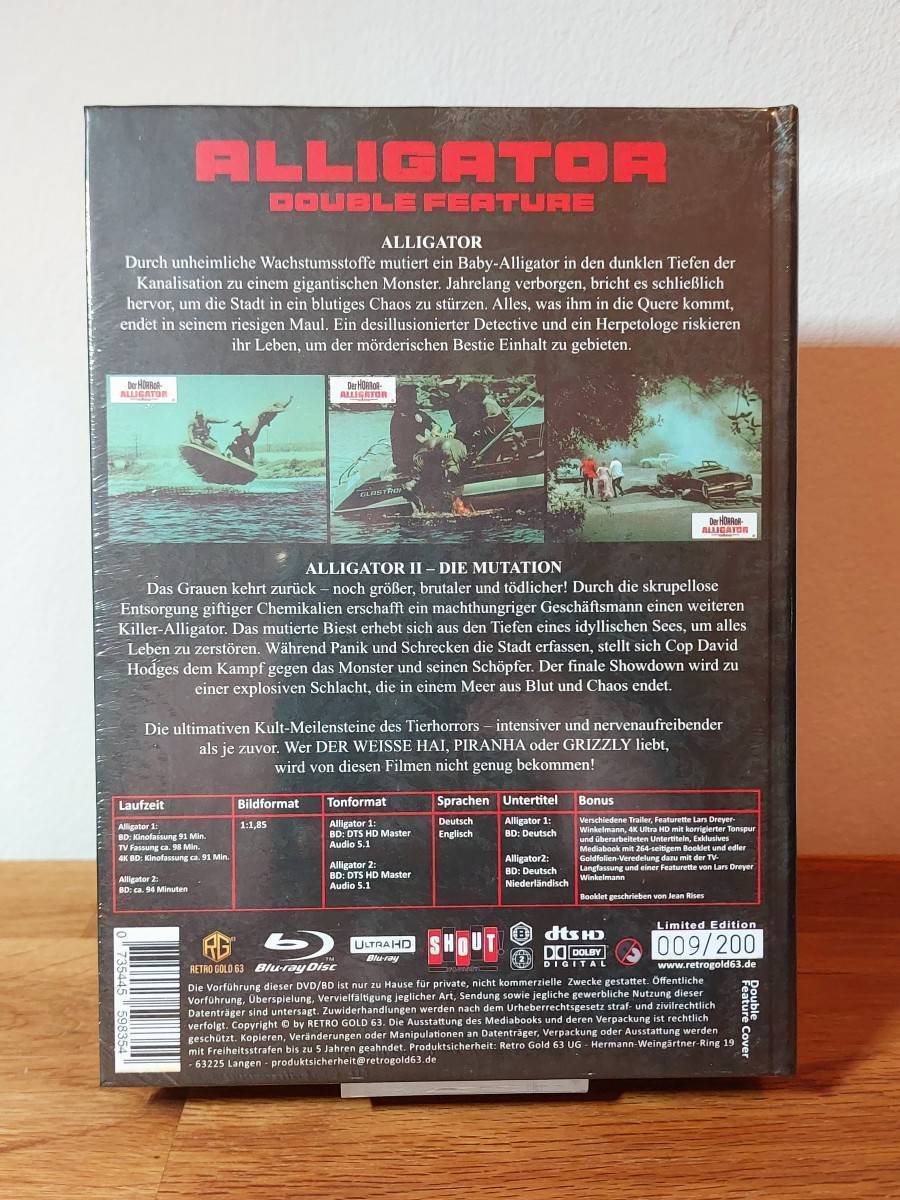 ALLIGATOR
DOUBLE FEATURE
ALLIGATOR
Durch unheimliche Wachstumsstoffe mutiert ein Baby-Alligator in den dunklen Tiefen der
Kanalisation zu einem gigantischen Monster. Jahrelang verborgen, bricht es schließlich
hervor, um die Stadt in ein blutiges Chaos zu stürzen. Alles, was ihm in die Quere kommt,
endet in seinem riesigen Maul. Ein desillusionierter Detective und ein Herpetologe riskieren
ihr Leben, um der mörderischen Bestie Einhalt zu gebieten.
Der HORROR-
ALLIGATOR
Der HORROR-
ALLIGATOR
GLASTRON
Der HORROR-
ALLIGATOR
ALLIGATOR II – DIE MUTATION
Das Grauen kehrt zurück – noch größer, brutaler und tödlicher! Durch die skrupellose
Entsorgung giftiger Chemikalien erschafft ein machthungriger Geschäftsmann einen weiteren
Killer-Alligator. Das mutierte Biest erhebt sich aus den Tiefen eines idyllischen Sees, um alles
Leben zu zerstören. Während Panik und Schrecken die Stadt erfassen, stellt sich Cop David
Hodges dem Kampf gegen das Monster und seinen Schöpfer. Der finale Showdown wird zu
einer explosiven Schlacht, die in einem Meer aus Blut und Chaos endet.
Die ultimativen Kult-Meilensteine des Tierhorrors – intensiver und nervenaufreibender
als je zuvor. Wer DER WEISSE HAI, PIRANHA oder GRIZZLY liebt,
wird von diesen Filmen nicht genug bekommen!
Laufzeit
Alligator 1:
BD: Kinofassung 91 Min.
TV Fassung ca. 98 Min.
4K BD: Kinofassung ca. 91 Min.
Alligator 2:
BD: ca. 94 Minuten
Bildformat
1:1,85
Tonformat
Alligator 1:
BD: DTS HD Master
Audio 5.1
Alligator 2:
BD: DTS HD Master
Audio 5.1
Sprachen
Deutsch
Englisch
Untertitel
Alligator 1:
BD: Deutsch
Alligator2:
BD: Deutsch
Niederländisch
Bonus
Verschiedene Trailer, Featurette Lars Dreyer-
Winkelmann, 4K Ultra HD mit korrigierter Tonspur
und überarbeiteten Untertiteln, Exklusives
Mediabook mit 264-seitigem Booklet und edler
Goldfolien-Veredelung dazu mit der TV-
Langfassung und einer Featurette von Lars Dreyer
Winkelmann
Booklet geschrieben von Jean Rises
0 735445 598354
RG 63
RETRO GOLD 63
Blu-ray Disc™
ULTRA HD
Blu-ray
SHOUT!
B
2
dts HD
DOLBY
DIGITAL
Limited Edition
009/200
www.retrogold63.de
Die Vorführung dieser DVD/BD ist nur zu Hause für private, nicht kommerzielle Zwecke gestattet. Öffentliche
Vorführung, Überspielung, Vervielfältigung jeglicher Art, Sendung sowie jegliche gewerbliche Nutzung dieser
Datenträger sind untersagt. Zuwiderhandlungen werden nach dem Urheberrechtsgesetz straf- und zivilrechtlich
verfolgt. Copyright © by RETRO GOLD 63. Die Ausstattung des Mediabooks und deren Verpackung ist rechtlich
geschützt. Kopieren, Veränderungen oder Manipulationen an Datenträger, Verpackung oder Ausstattung werden
mit Freiheitsstrafen bis zu 5 Jahren geahndet. Produktsicherheit: Retro Gold 63 UG - Hermann-Weingärtner-Ring 19
- 63225 Langen - produktsicherheit@retrogold63.de
Double
Feature Cover